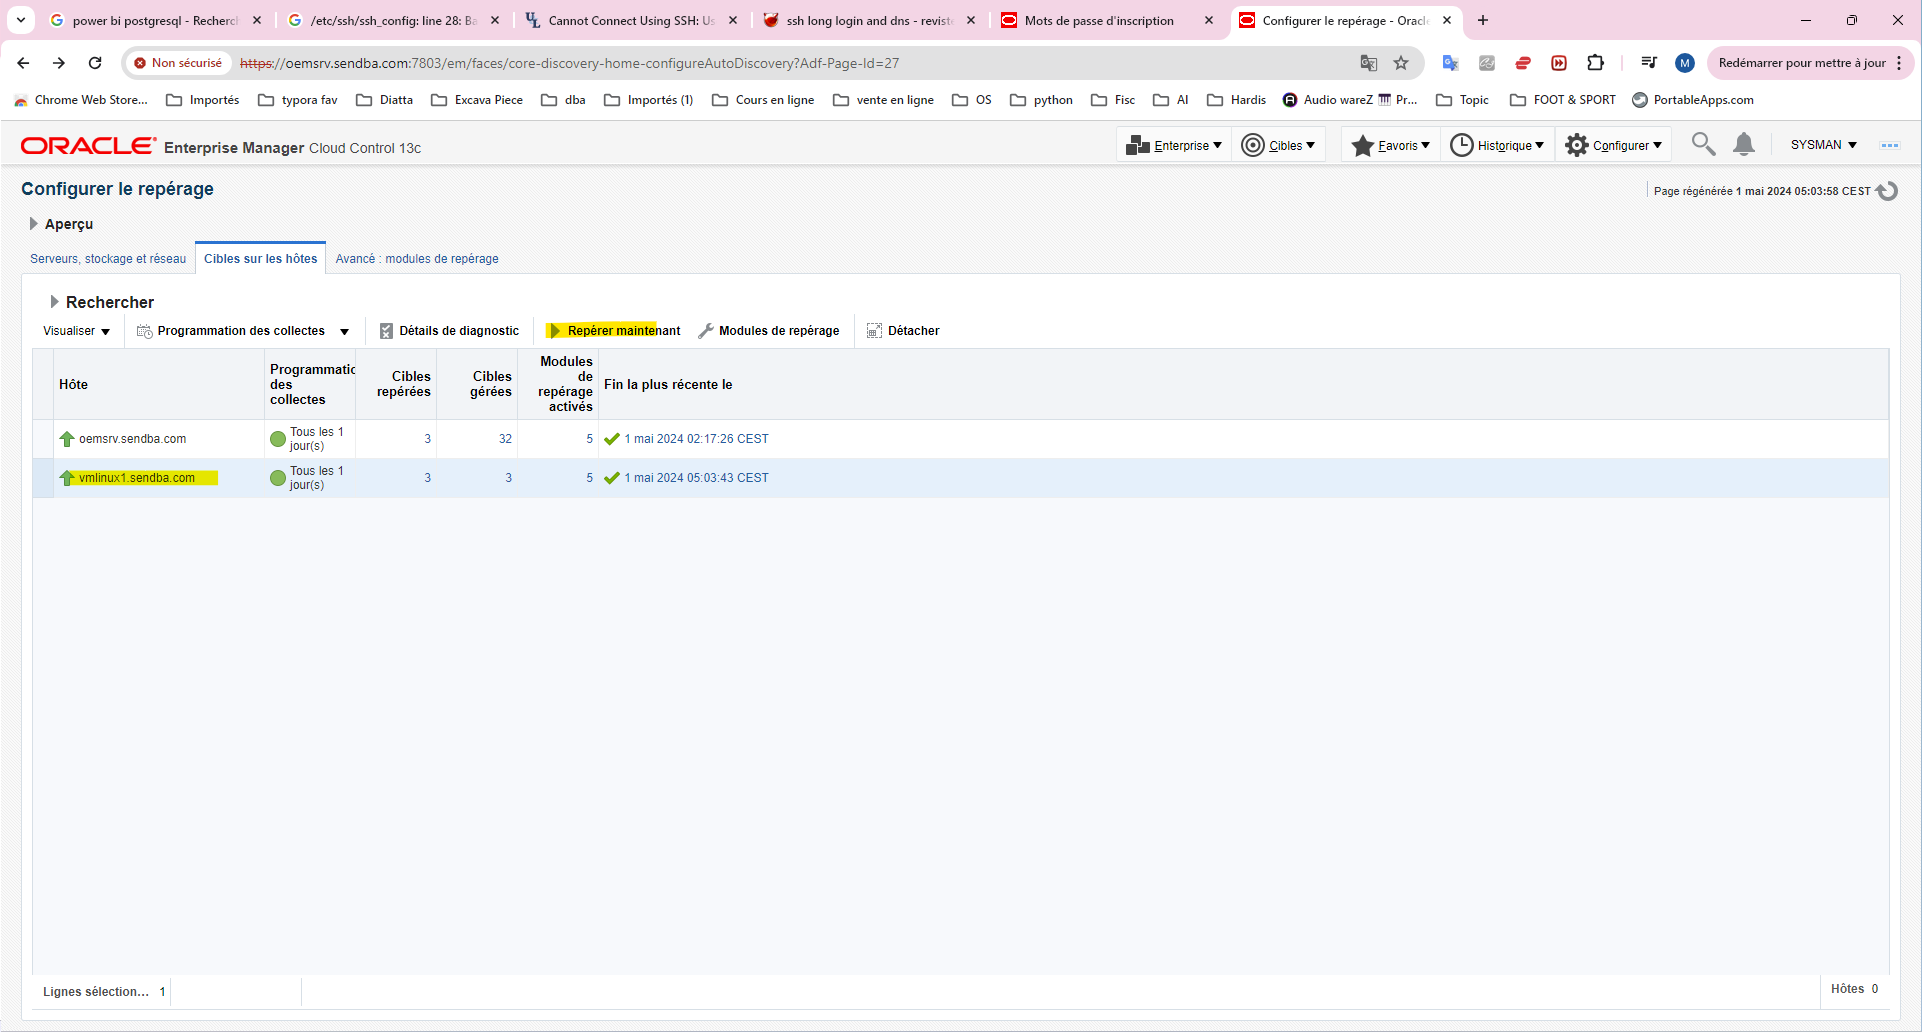 power bi postgresql - Recherch
/etc/ssh/ssh_config: line 28: Ba
Cannot Connect Using SSH: Us
ssh long login and dns - reviste
Mots de passe d'inscription
Configurer le repérage - Oracle
Non sécurisé
https://oemsrv.sendba.com:7803/em/faces/core-discovery-home-configureAutoDiscovery?Adf-Page-Id=27
M
Redémarrer pour mettre à jour
Chrome Web Store...
Importés
typora fav
Diatta
Excava Piece
dba
Importés (1)
Cours en ligne
vente en ligne
OS
python
Fisc
AI
Hardis
Audio wareZ
Pr...
Topic
FOOT & SPORT
PortableApps.com
ORACLE Enterprise Manager Cloud Control 13c
Enterprise
Cibles
Favoris
Historique
Configurer
SYSMAN
Configurer le repérage
Page régénérée 1 mai 2024 05:03:58 CEST
Aperçu
Serveurs, stockage et réseau
Cibles sur les hôtes
Avancé : modules de repérage
Rechercher
Visualiser
Programmation des collectes
Détails de diagnostic
Repérer maintenant
Modules de repérage
Détacher
Hôte
Programmatic
des
collectes
Cibles
repérées
Cibles
gérées
Modules
de
repérage
activés
Fin la plus récente le
oemsrv.sendba.com
Tous les 1
jour(s)
3
32
5
1 mai 2024 02:17:26 CEST
vmlinux1.sendba.com
Tous les 1
jour(s)
3
3
5
1 mai 2024 05:03:43 CEST
Lignes sélection... 1
Hôtes 0